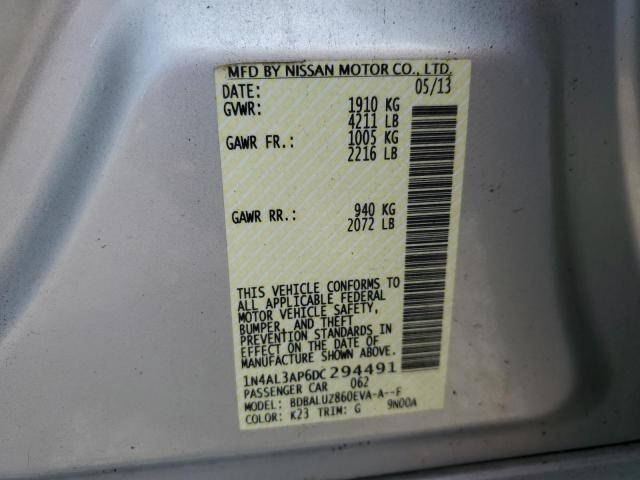 MFD BY NISSAN MOTOR CO., LTD.
DATE: 05/13
GVWR: 1910 KG
4211 LB
GAWR FR.: 1005 KG
2216 LB
GAWR RR.: 940 KG
2072 LB
THIS VEHICLE CONFORMS TO
ALL APPLICABLE FEDERAL
MOTOR VEHICLE SAFETY,
BUMPER, AND THEFT
PREVENTION STANDARDS IN
EFFECT ON THE DATE OF
MANUFACTURE SHOWN ABOVE.
1N4AL3AP6DC294491
PASSENGER CAR 062
MODEL: BDBALUZ860EVA-A--F
COLOR: K23 TRIM: G 9N00A